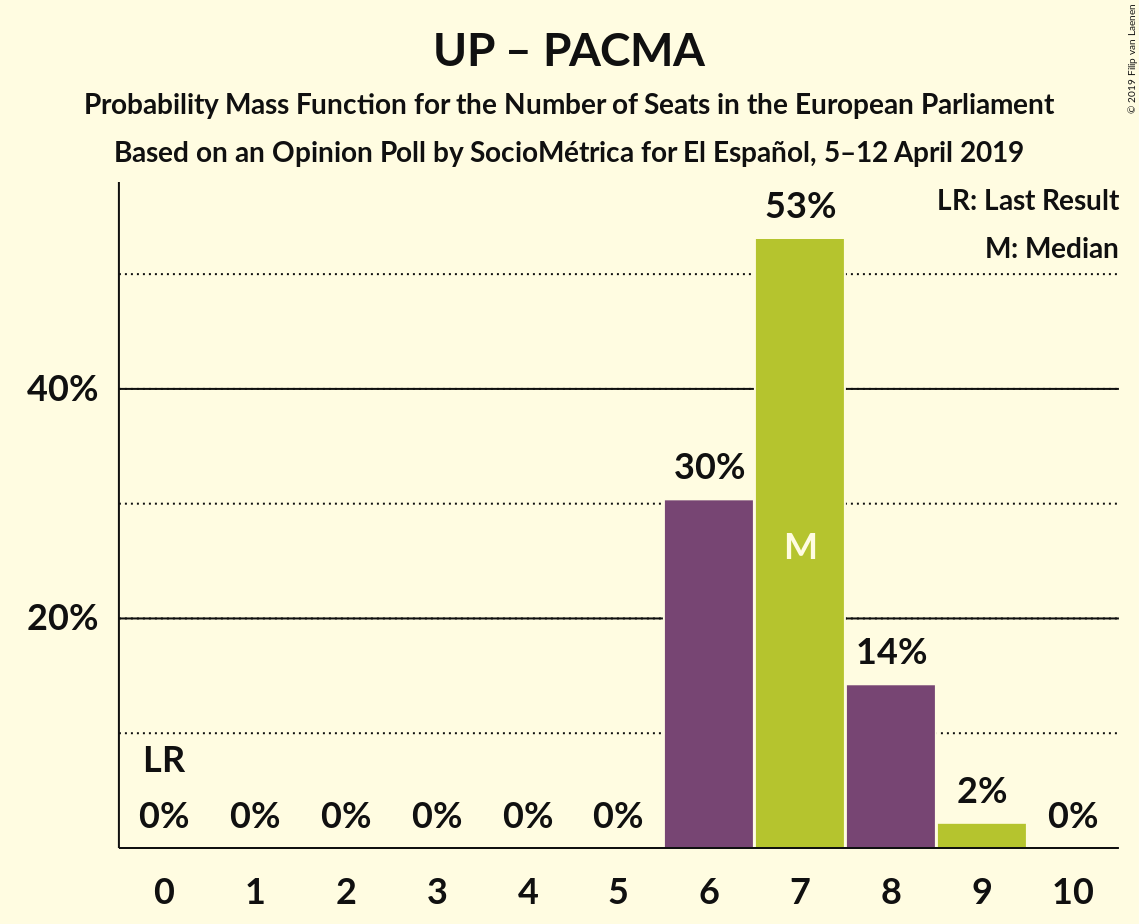 UP – PACMA
Probability Mass Function for the Number of Seats in the European Parliament
Based on an Opinion Poll by SocioMétrica for El Español, 5–12 April 2019
© 2019 Filip van Laenen
LR: Last Result
M: Median
53%
40%
30%
M
20%
14%
LR
2%
0% 0% 0% 0% 0% 0% 0%
0 1 2 3 4 5 6 7 8 9 10